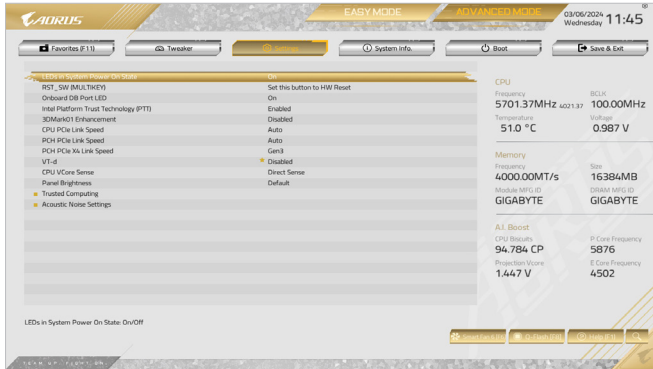 AORUS
EASY MODE
ADVANCED MODE
03/06/2024
Wednesday
11:45
Favorites (F11)
Tweaker
Settings
System Info.
Boot
Save & Exit
LEDs in System Power On State On
RST_SW (MULTIKEY) Set this button to HW Reset
Onboard DB Port LED On
Intel Platform Trust Technology (PTT) Enabled
3DMark01 Enhancement Disabled
CPU PCIe Link Speed Auto
PCH PCIe Link Speed Auto
PCH PCIe X4 Link Speed Gen3
VT-d Disabled
CPU VCore Sense Direct Sense
Panel Brightness Default
Trusted Computing
Acoustic Noise Settings
CPU
Frequency BCLK
5701.37MHz 4021.37 100.00MHz
Temperature Voltage
51.0 °C 0.987 V
Memory
Frequency Size
4000.00MT/s 16384MB
Module MFG ID DRAM MFG ID
GIGABYTE GIGABYTE
A.I. Boost
CPU Biscuits P Core Frequency
94.784 CP 5876
Projection Vcore E Core Frequency
1.447 V 4502
LEDs in System Power On State: On/Off
Help (F1)
TEAM UP. FIGHT ON.